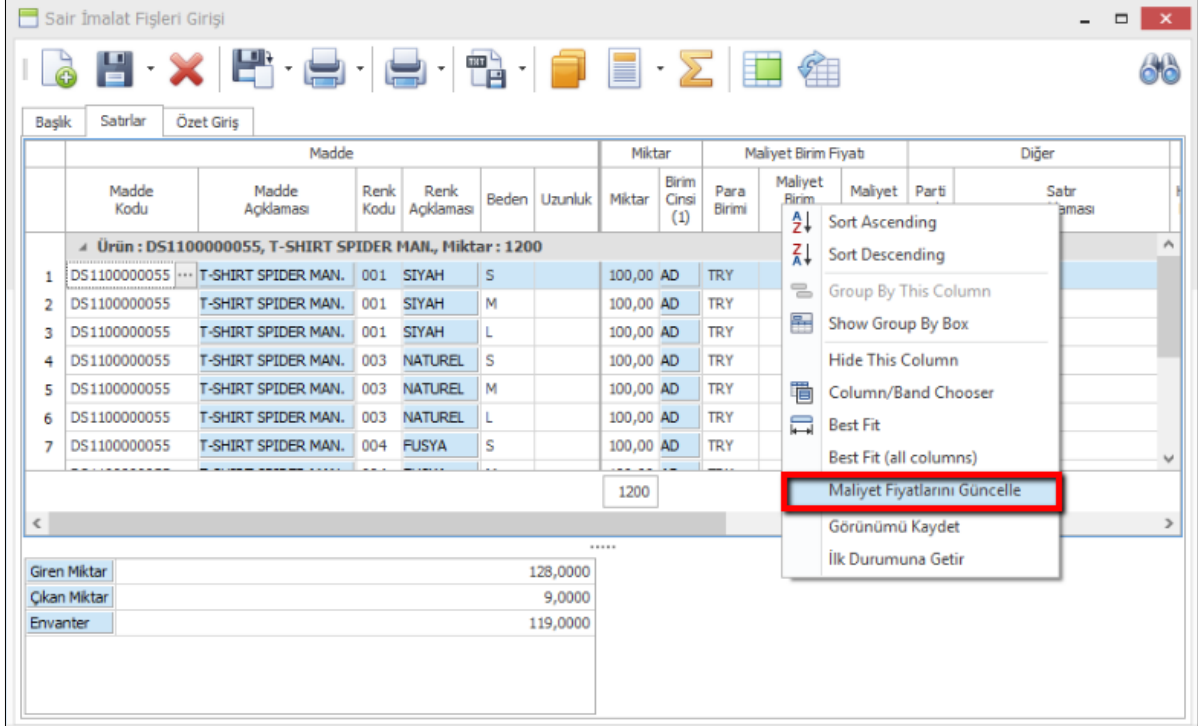 Sair İmalat Fişleri Girişi
TXT
Başlık Satırlar Özet Giriş
Madde Miktar Maliyet Birim Fiyatı Diğer
Madde Kodu Madde Açıklaması Renk Kodu Renk Açıklaması Beden Uzunluk Miktar Birim Cinsi (1) Para Birimi Maliyet Birim Maliyet Parti Satır
Ürün : DS1100000055, T-SHIRT SPIDER MAN., Miktar : 1200
1 DS1100000055 ... T-SHIRT SPIDER MAN. 001 SIYAH S 100,00 AD TRY
2 DS1100000055 T-SHIRT SPIDER MAN. 001 SIYAH M 100,00 AD TRY
3 DS1100000055 T-SHIRT SPIDER MAN. 001 SIYAH L 100,00 AD TRY
4 DS1100000055 T-SHIRT SPIDER MAN. 003 NATUREL S 100,00 AD TRY
5 DS1100000055 T-SHIRT SPIDER MAN. 003 NATUREL M 100,00 AD TRY
6 DS1100000055 T-SHIRT SPIDER MAN. 003 NATUREL L 100,00 AD TRY
7 DS1100000055 T-SHIRT SPIDER MAN. 004 FUSYA S 100,00 AD TRY
1200
Sort Ascending
Sort Descending
Group By This Column
Show Group By Box
Hide This Column
Column/Band Chooser
Best Fit
Best Fit (all columns)
Maliyet Fiyatlarını Güncelle
Görünümü Kaydet
İlk Durumuna Getir
Giren Miktar 128,0000
Çıkan Miktar 9,0000
Envanter 119,0000